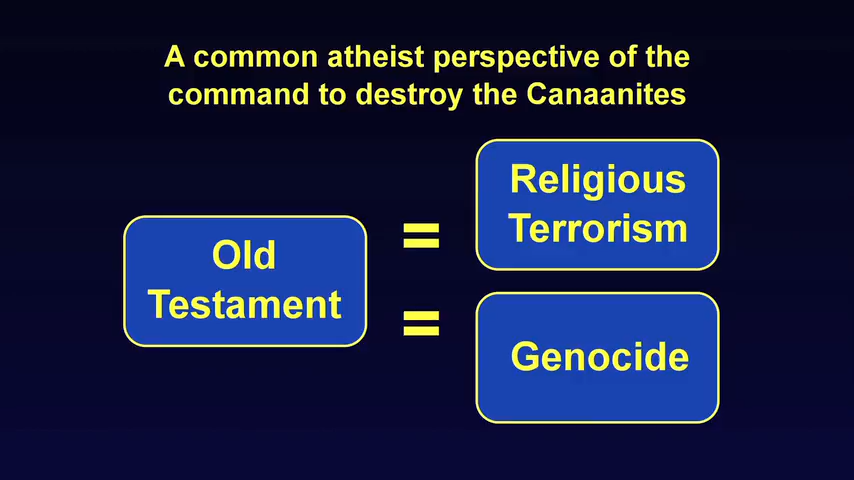 A common atheist perspective of the
command to destroy the Canaanites
Old
Testament
=
=
Religious
Terrorism
Genocide